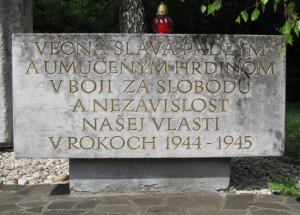 VEČNÁ SLÁVA PADLÝM
A UMUČENÝM HRDINOM
V BOJI ZA SLOBODU
A NEZÁVISLOSŤ
NAŠEJ VLASTI
V ROKOCH 1944 - 1945